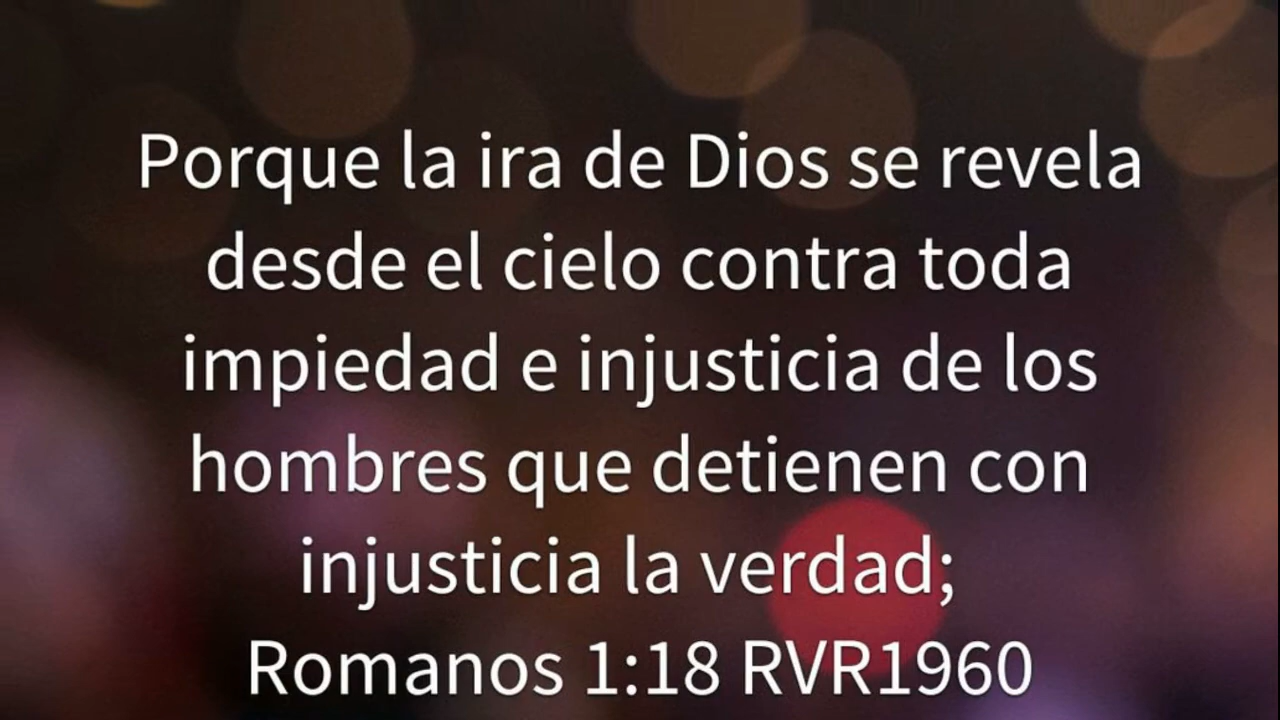 Porque la ira de Dios se revela
desde el cielo contra toda
impiedad e injusticia de los
hombres que detienen con
injusticia la verdad;
Romanos 1:18 RVR1960